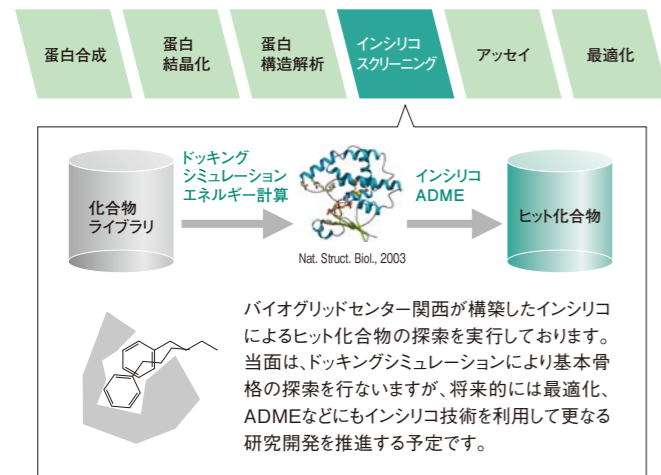 蛋白合成
蛋白
結晶化
蛋白
構造解析
インシリコ
スクリーニング
アッセイ
最適化
化合物
ライブラリ
ドッキング
シミュレーション
エネルギー計算
Nat. Struct. Biol., 2003
インシリコ
ADME
ヒット化合物
バイオグリッドセンター関西が構築したインシリコ
によるヒット化合物の探索を実行しております。
当面は、ドッキングシミュレーションにより基本骨
格の探索を行ないますが、将来的には最適化、
ADMEなどにもインシリコ技術を利用して更なる
研究開発を推進する予定です。